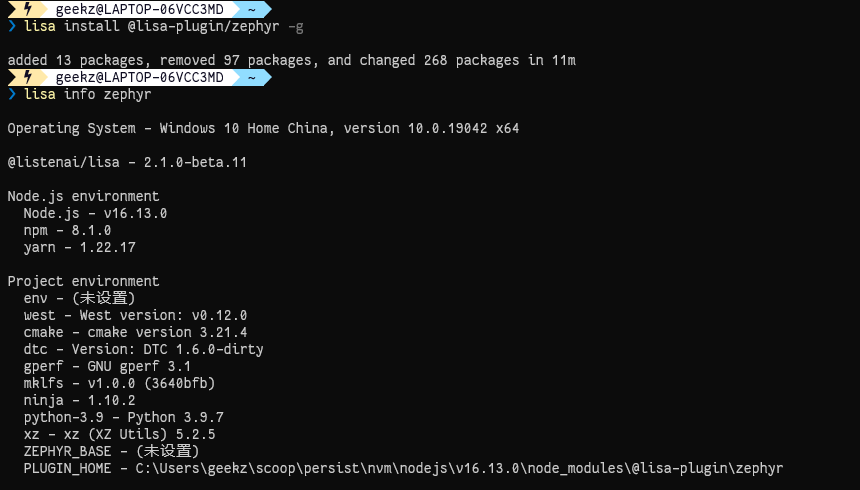 geekz@LAPTOP-06VCC3MD ~
❯ lisa install @lisa-plugin/zephyr -g
added 13 packages, removed 97 packages, and changed 268 packages in 11m
geekz@LAPTOP-06VCC3MD ~
❯ lisa info zephyr
Operating System - Windows 10 Home China, version 10.0.19042 x64
@listenai/lisa - 2.1.0-beta.11
Node.js environment
Node.js - v16.13.0
npm - 8.1.0
yarn - 1.22.17
Project environment
env - (未设置)
west - West version: v0.12.0
cmake - cmake version 3.21.4
dtc - Version: DTC 1.6.0-dirty
gperf - GNU gperf 3.1
mklfs - v1.0.0 (3640bfb)
ninja - 1.10.2
python-3.9 - Python 3.9.7
xz - xz (XZ Utils) 5.2.5
ZEPHYR_BASE - (未设置)
PLUGIN_HOME - C:\Users\geekz\scoop\persist\nvm\nodejs\v16.13.0\node_modules\@lisa-plugin\zephyr